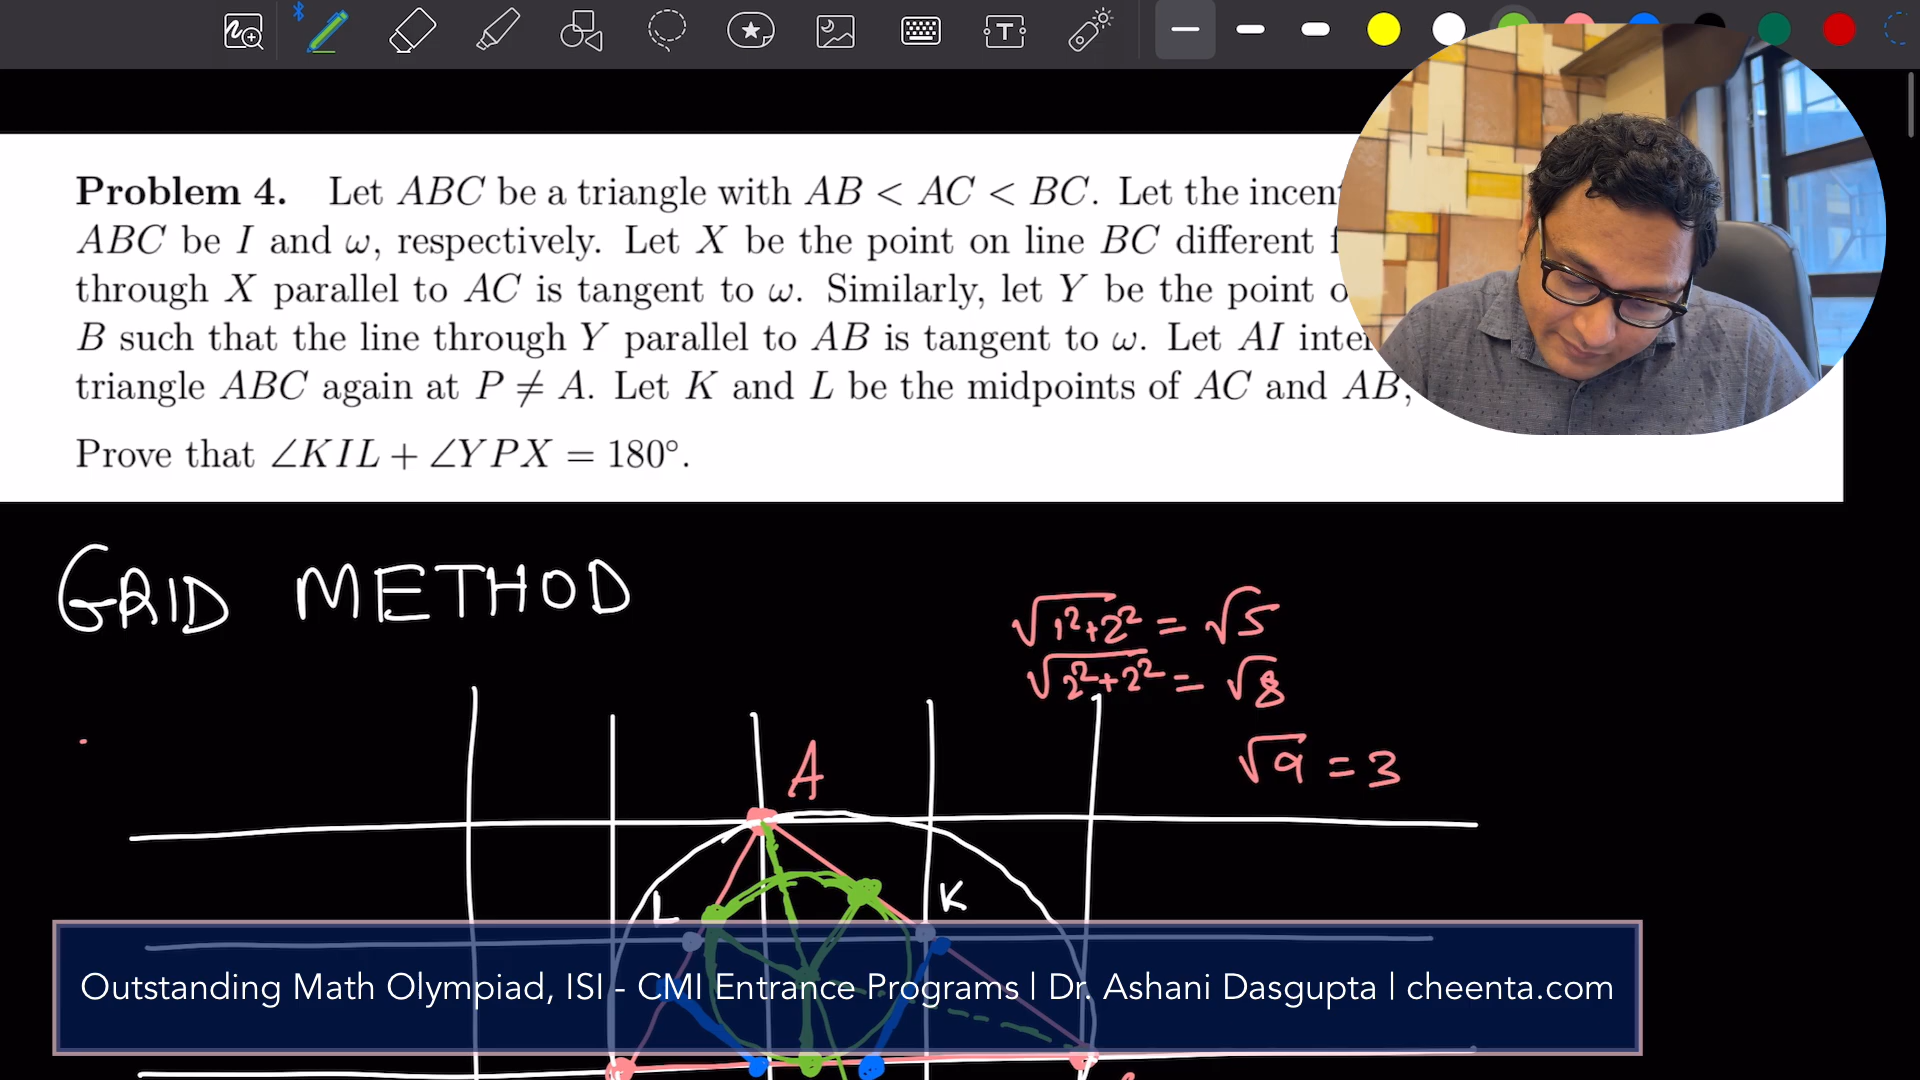 Problem 4. Let ABC be a triangle with AB < AC < BC. Let the
ABC be I and ω, respectively. Let X be the point on line BC different
through X parallel to AC is tangent to ω. Similarly, let Y be the point
B such that the line through Y parallel to AB is tangent to ω. Let AI
triangle ABC again at P ≠ A. Let K and L be the midpoints of AC and AB,
Prove that ∠KIL + ∠YPX = 180°.
GRID METHOD
√(1²+2²) = √5
√(2²+2²) = √8
√9 = 3
A
L
K
Outstanding Math Olympiad, ISI - CMI Entrance Programs | Dr. Ashani Dasgupta | cheenta.com